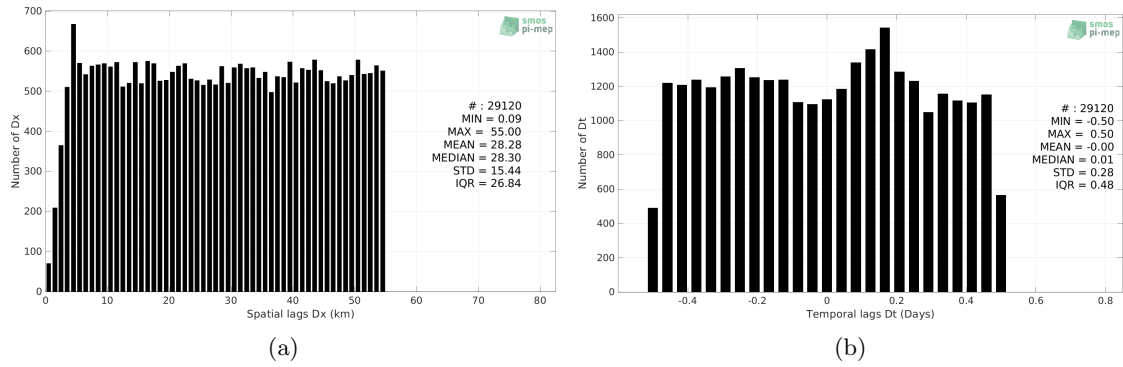 700
600
500
400
300
200
100
0
Number of Dx
0 10 20 30 40 50 60 70 80
Spatial lags Dx (km)
smos
pi-mep
# : 29120
MIN = 0.09
MAX = 55.00
MEAN = 28.28
MEDIAN = 28.30
STD = 15.44
IQR = 26.84
(a)
1600
1400
1200
1000
800
600
400
200
0
Number of Dt
-0.4 -0.2 0 0.2 0.4 0.6 0.8
Temporal lags Dt (Days)
smos
pi-mep
# : 29120
MIN = -0.50
MAX = 0.50
MEAN = -0.00
MEDIAN = 0.01
STD = 0.28
IQR = 0.48
(b)